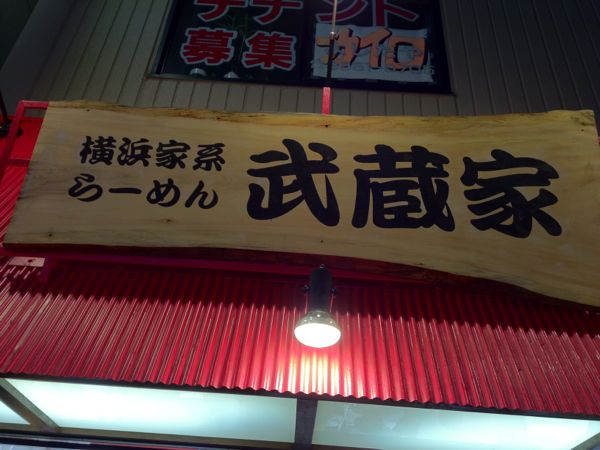 テナント
募集
カイロ
横浜家系
らーめん
武蔵家